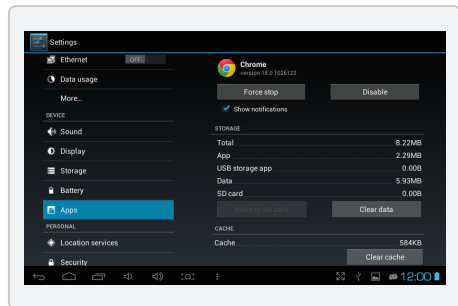 Settings
Ethernet OFF
Data usage
More...
DEVICE
Sound
Display
Storage
Battery
Apps
PERSONAL
Location services
Security
Chrome
version 18.0.1025123
Force stop Disable
Show notifications
STORAGE
Total 8.22MB
App 2.29MB
USB storage app 0.00B
Data 5.93MB
SD card 0.00B
Move to SD card Clear data
CACHE
Cache 584KB
Clear cache
12:00